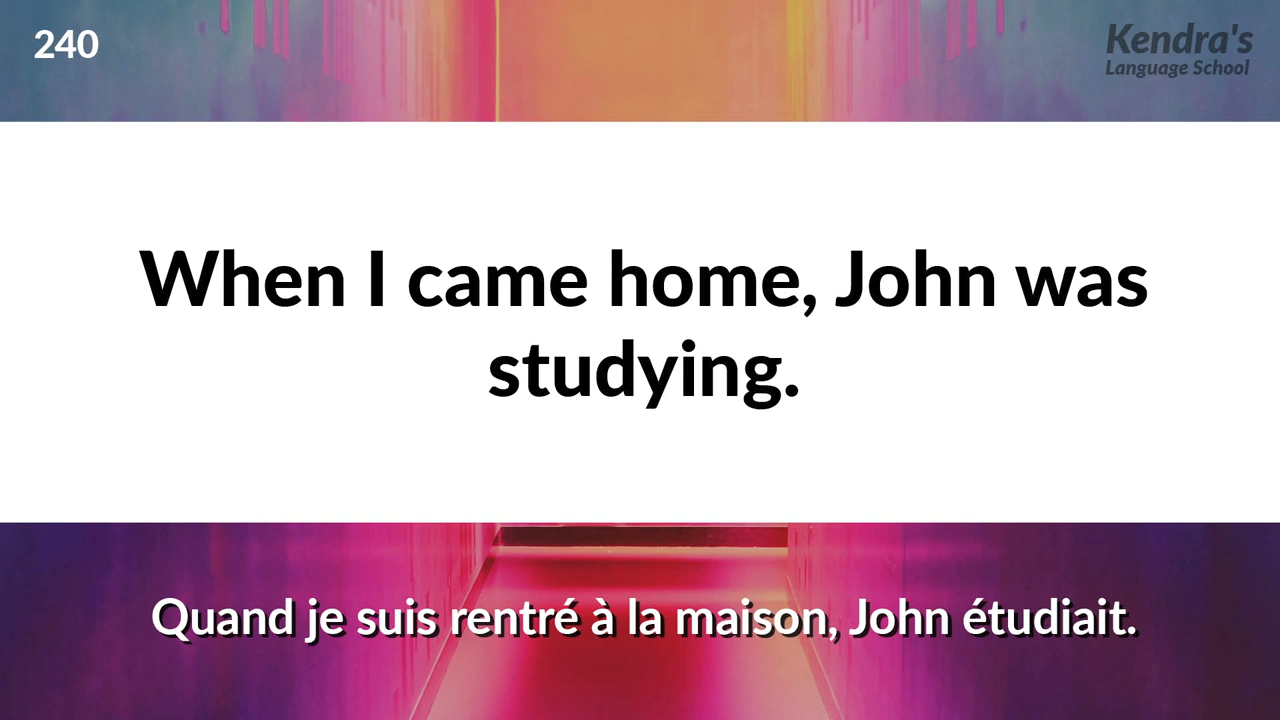 240
Kendra's
Language School
When I came home, John was
studying.
Quand je suis rentré à la maison, John étudiait.